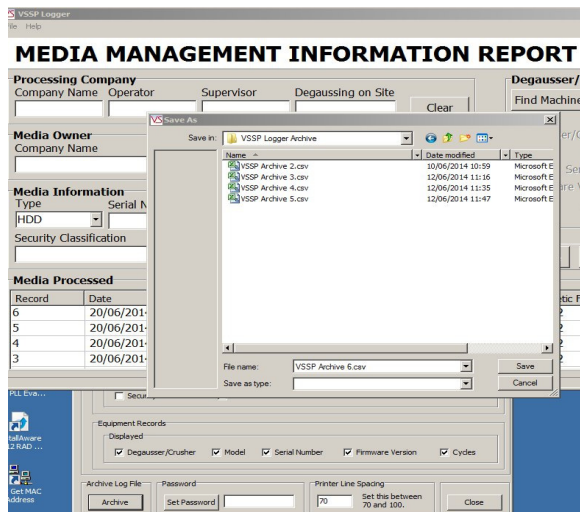 VSSP Logger
File Help
MEDIA MANAGEMENT INFORMATION REPORT
Processing Company
Company Name Operator Supervisor Degaussing on Site
Clear
Degausser/
Find Machine
Media Owner
Company Name
Media Information
Type Serial N
HDD
Security Classification
Media Processed
Record Date
6 20/06/201
5 20/06/201
4 20/06/201
3 20/06/201
Save As
Save in: VSSP Logger Archive
Name Date modified Type
VSSP Archive 2.csv 10/06/2014 10:59 Microsoft E
VSSP Archive 3.csv 12/06/2014 11:16 Microsoft E
VSSP Archive 4.csv 12/06/2014 11:35 Microsoft E
VSSP Archive 5.csv 12/06/2014 11:47 Microsoft E
File name: VSSP Archive 6.cav Save
Save as type: Cancel
PLL Eva...
tallAware
12 RAD ...
Get MAC
Address
Equipment Records
Displayed
Degausser/Crusher Model Serial Number Firmware Version Cycles
Archive Log File Password Printer Line Spacing
Archive Set Password 70 Set this between
70 and 100. Close